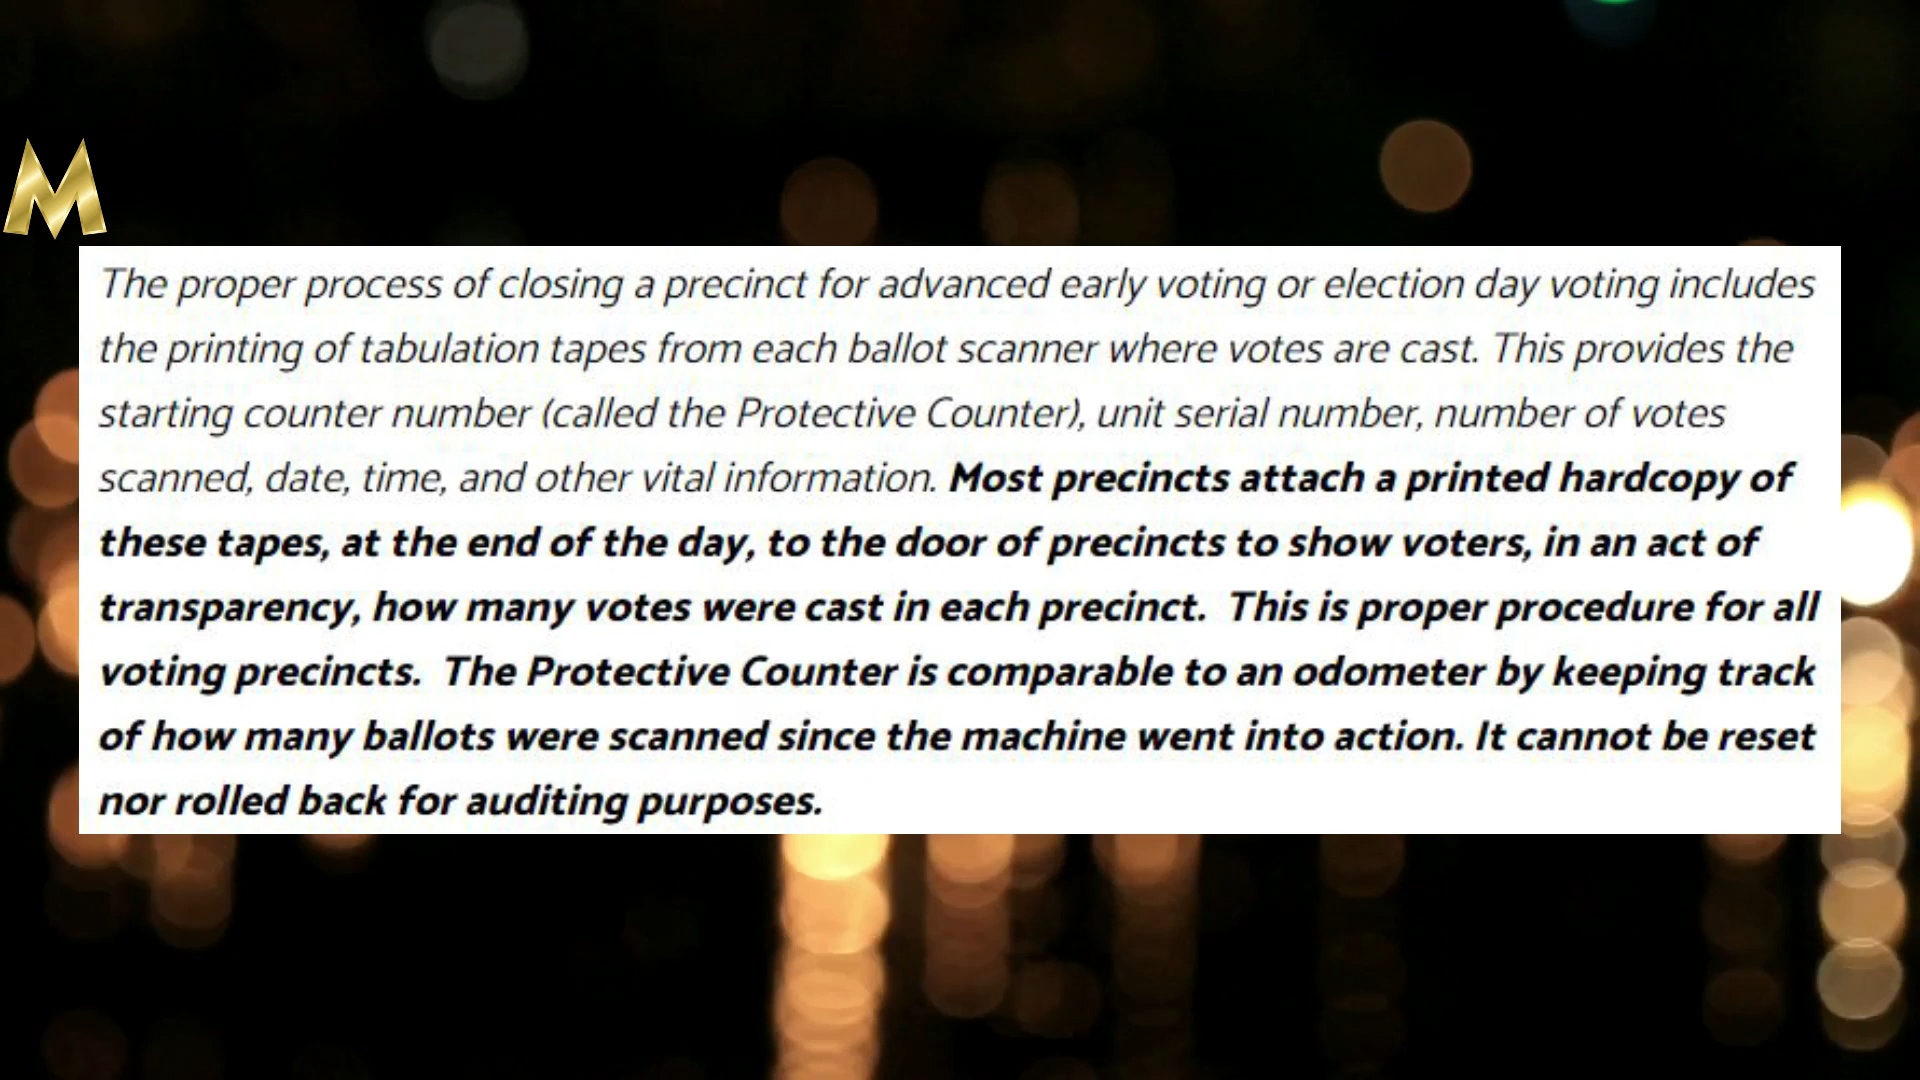 M
The proper process of closing a precinct for advanced early voting or election day voting includes
the printing of tabulation tapes from each ballot scanner where votes are cast. This provides the
starting counter number (called the Protective Counter), unit serial number, number of votes
scanned, date, time, and other vital information. Most precincts attach a printed hardcopy of
these tapes, at the end of the day, to the door of precincts to show voters, in an act of
transparency, how many votes were cast in each precinct.  This is proper procedure for all
voting precincts.  The Protective Counter is comparable to an odometer by keeping track
of how many ballots were scanned since the machine went into action. It cannot be reset
nor rolled back for auditing purposes.